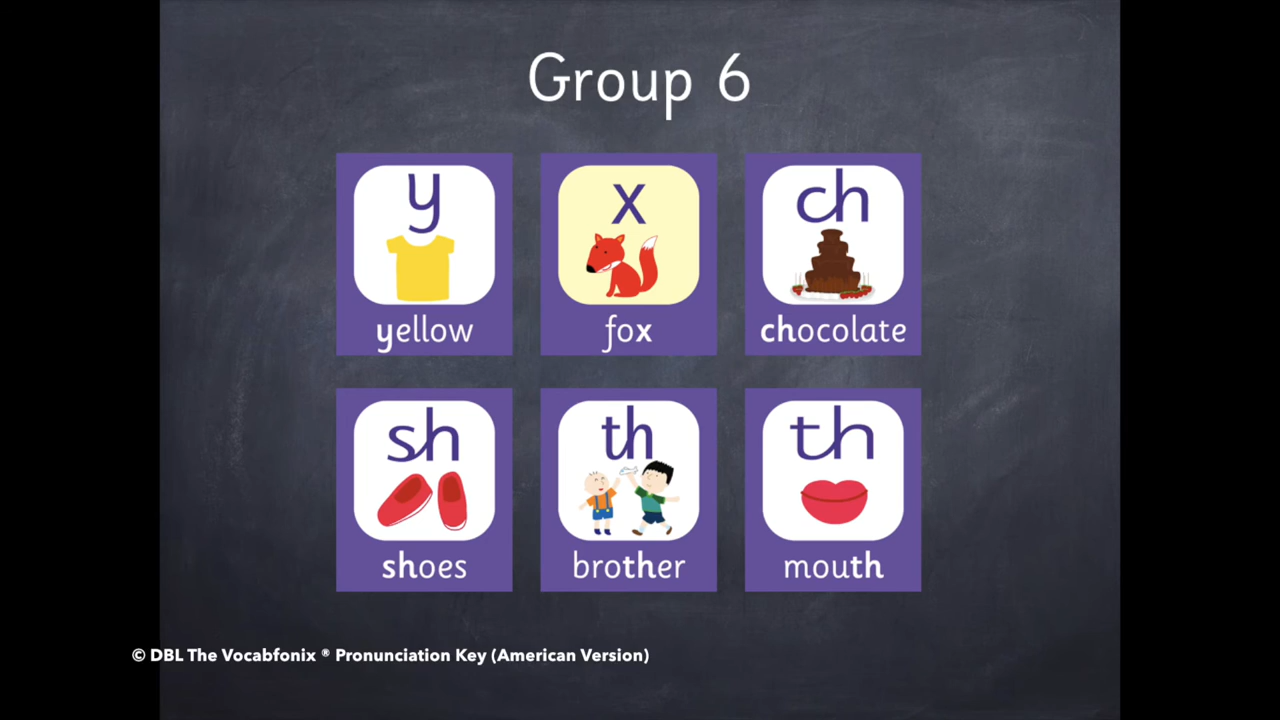 Group 6
y
x
ch
yellow
fox
chocolate
sh
th
th
shoes
brother
mouth
© DBL The Vocabfonix ® Pronunciation Key (American Version)